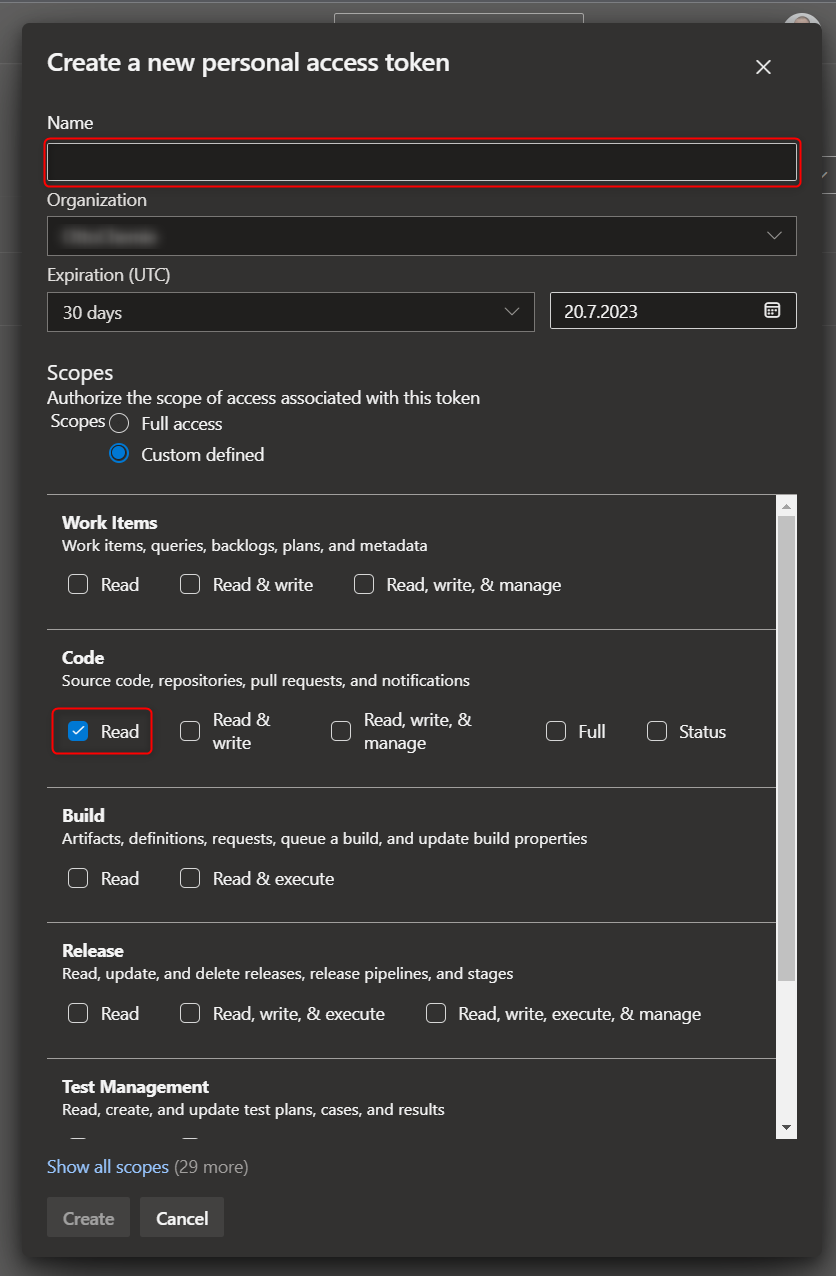 Create a new personal access token
Name
Organization
Expiration (UTC)
30 days
20.7.2023
Scopes
Authorize the scope of access associated with this token
Scopes
Full access
Custom defined
Work Items
Work items, queries, backlogs, plans, and metadata
Read
Read & write
Read, write, & manage
Code
Source code, repositories, pull requests, and notifications
Read
Read &
write
Read, write, &
manage
Full
Status
Build
Artifacts, definitions, requests, queue a build, and update build properties
Read
Read & execute
Release
Read, update, and delete releases, release pipelines, and stages
Read
Read, write, & execute
Read, write, execute, & manage
Test Management
Read, create, and update test plans, cases, and results
Show all scopes (29 more)
Create
Cancel